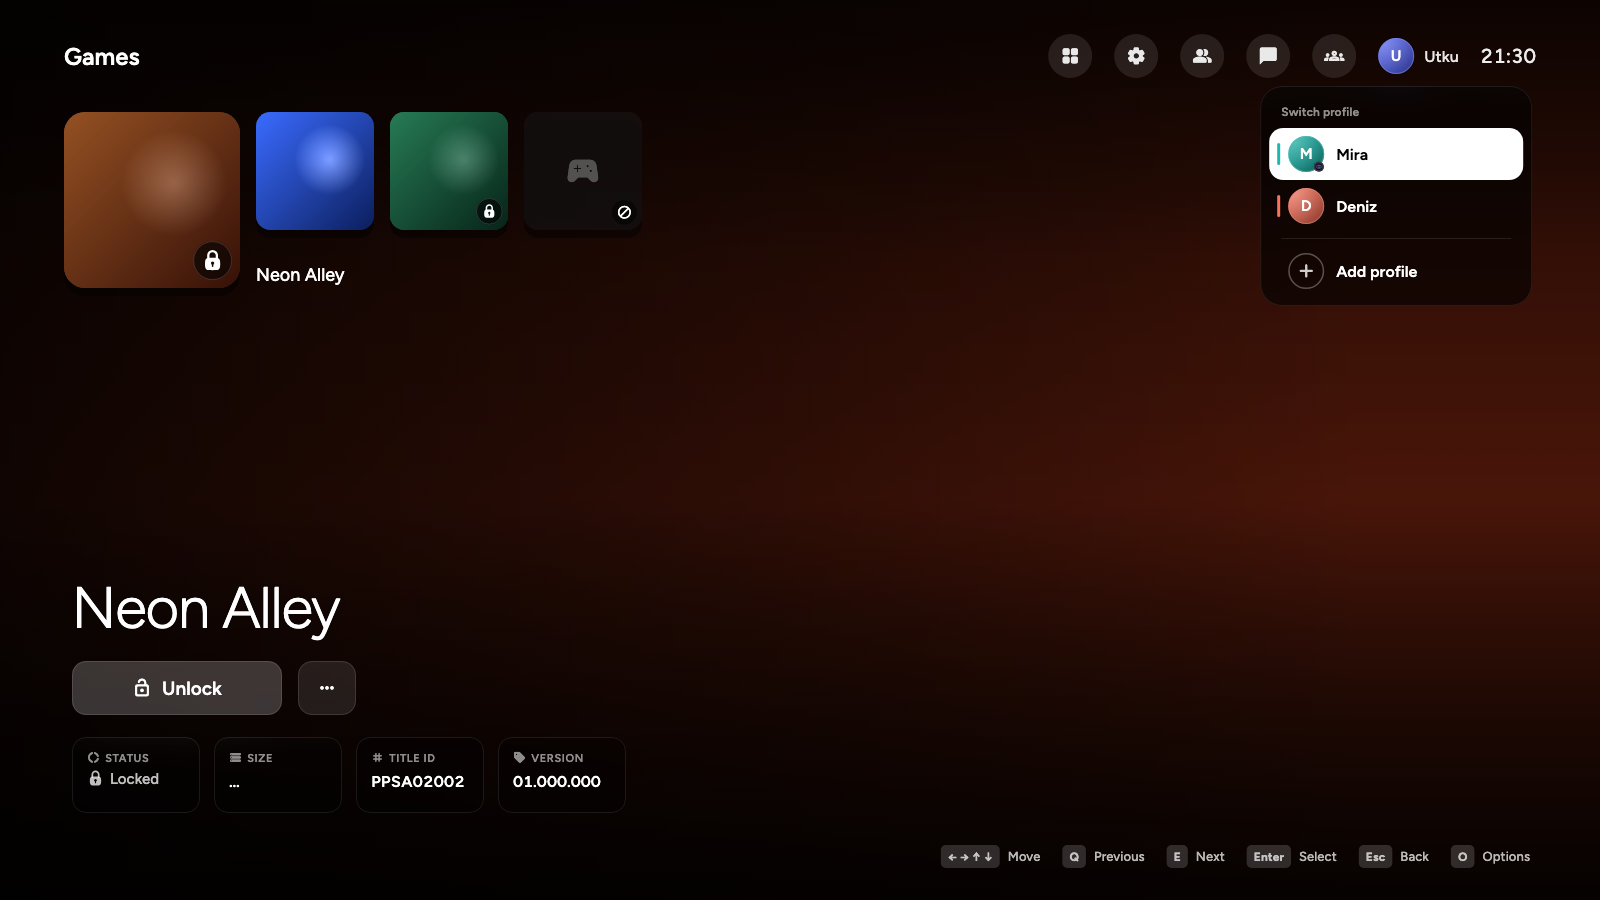 Games
U Utku 21:30
Switch profile
M Mira
D Deniz
Add profile
Neon Alley
Neon Alley
Unlock
STATUS
Locked
SIZE
...
TITLE ID
PPSA02002
VERSION
01.000.000
Move Q Previous E Next Enter Select Esc Back O Options